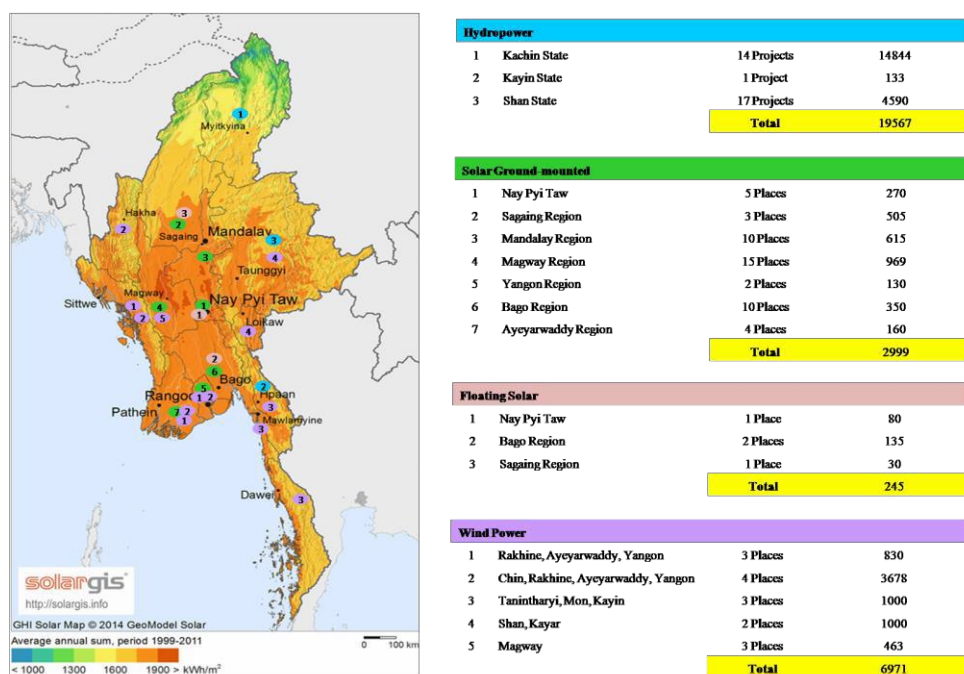 Myitkyina
Hakha
Sagaing
Mandalay
Taunggyi
Sittwe
Magway
Nay Pyi Taw
Loikaw
Bago
Rangoo
Hpaan
Pathein
Mawlamyine
Dawei
solargis
http://solargis.info
GHI Solar Map © 2014 GeoModel Solar
Average annual sum, period 1999-2011
0 100 km
< 1000 1300 1600 1900 > kWh/m²
Hydropower
1 Kachin State 14 Projects 14844
2 Kayin State 1 Project 133
3 Shan State 17 Projects 4590
Total 19567
Solar Ground-mounted
1 Nay Pyi Taw 5 Places 270
2 Sagaing Region 3 Places 505
3 Mandalay Region 10 Places 615
4 Magway Region 15 Places 969
5 Yangon Region 2 Places 130
6 Bago Region 10 Places 350
7 Ayeyarwaddy Region 4 Places 160
Total 2999
Floating Solar
1 Nay Pyi Taw 1 Place 80
2 Bago Region 2 Places 135
3 Sagaing Region 1 Place 30
Total 245
Wind Power
1 Rakhine, Ayeyarwaddy, Yangon 3 Places 830
2 Chin, Rakhine, Ayeyarwaddy, Yangon 4 Places 3678
3 Tanintharyi, Mon, Kayin 3 Places 1000
4 Shan, Kayar 2 Places 1000
5 Magway 3 Places 463
Total 6971